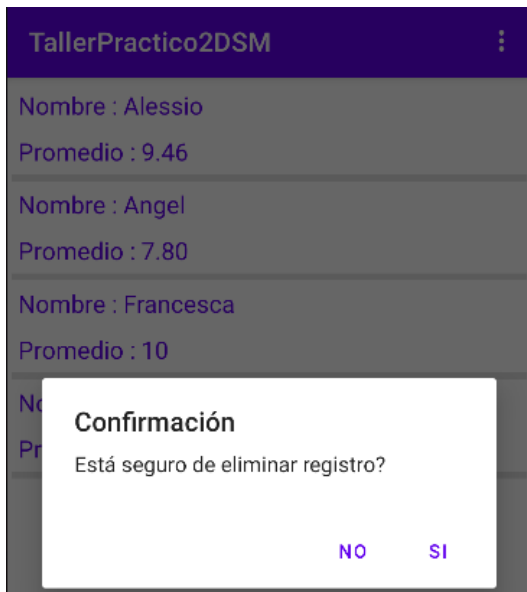 TallerPractico2DSM
Nombre : Alessio
Promedio : 9.46
Nombre : Angel
Promedio : 7.80
Nombre : Francesca
Promedio : 10
Confirmación
Está seguro de eliminar registro?
NO SI